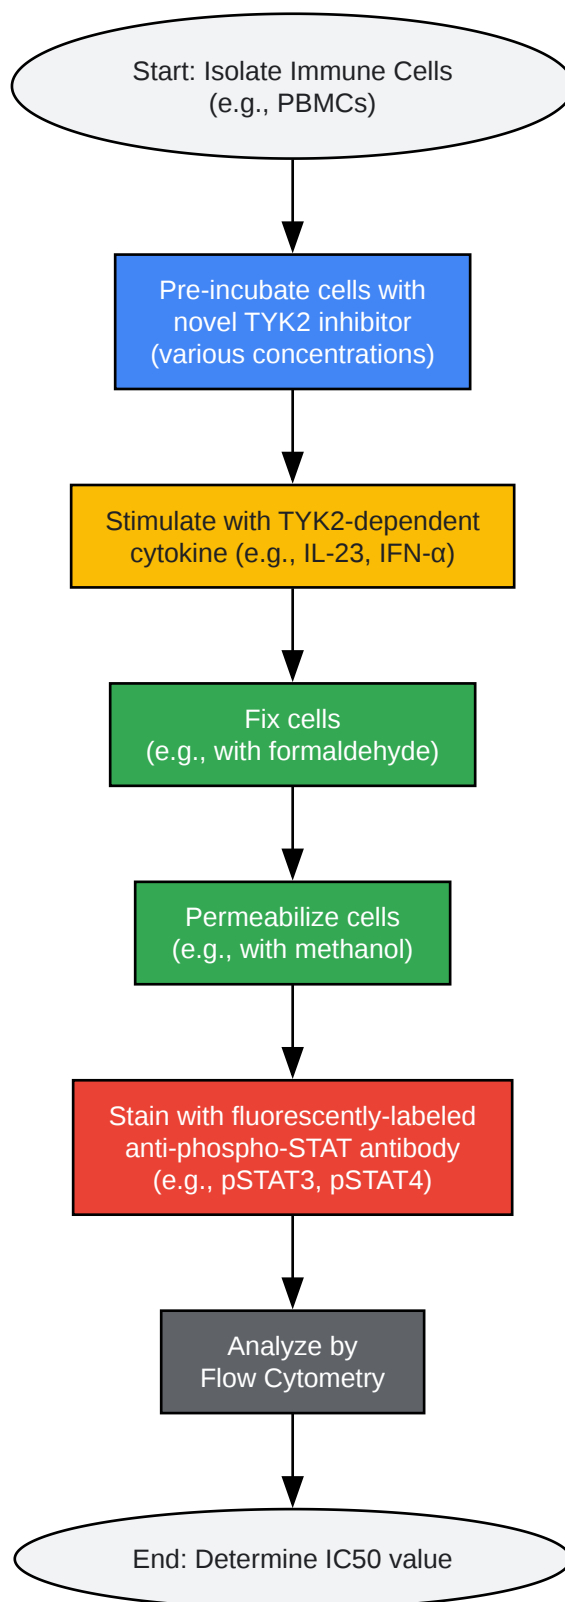 Start: Isolate Immune Cells
(e.g., PBMCs)
Pre-incubate cells with
novel TYK2 inhibitor
(various concentrations)
Stimulate with TYK2-dependent
cytokine (e.g., IL-23, IFN-α)
Fix cells
(e.g., with formaldehyde)
Permeabilize cells
(e.g., with methanol)
Stain with fluorescently-labeled
anti-phospho-STAT antibody
(e.g., pSTAT3, pSTAT4)
Analyze by
Flow Cytometry
End: Determine IC50 value